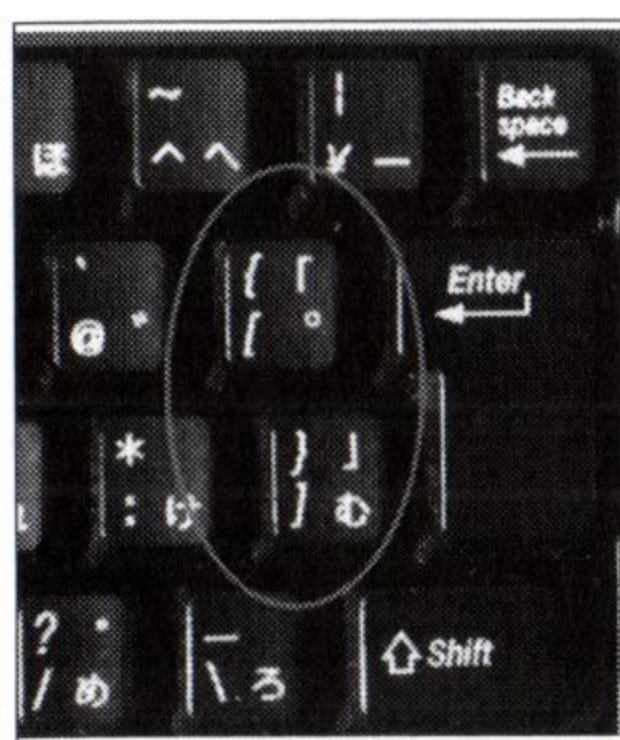 ~ |
ほ ^ へ ¥ ー Back space
` { 「 Enter
@ ゛ [ ゜
* } 」
: け ] む
? ・ _ Shift
/ め \ ろ